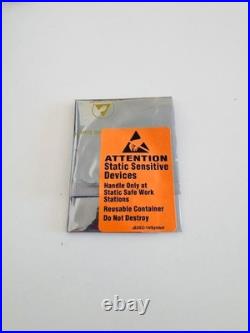 ATTENTION
Static Sensitive
Devices
Handle Only at
Static Safe Work
Stations
Reusable Container
Do Not Destroy